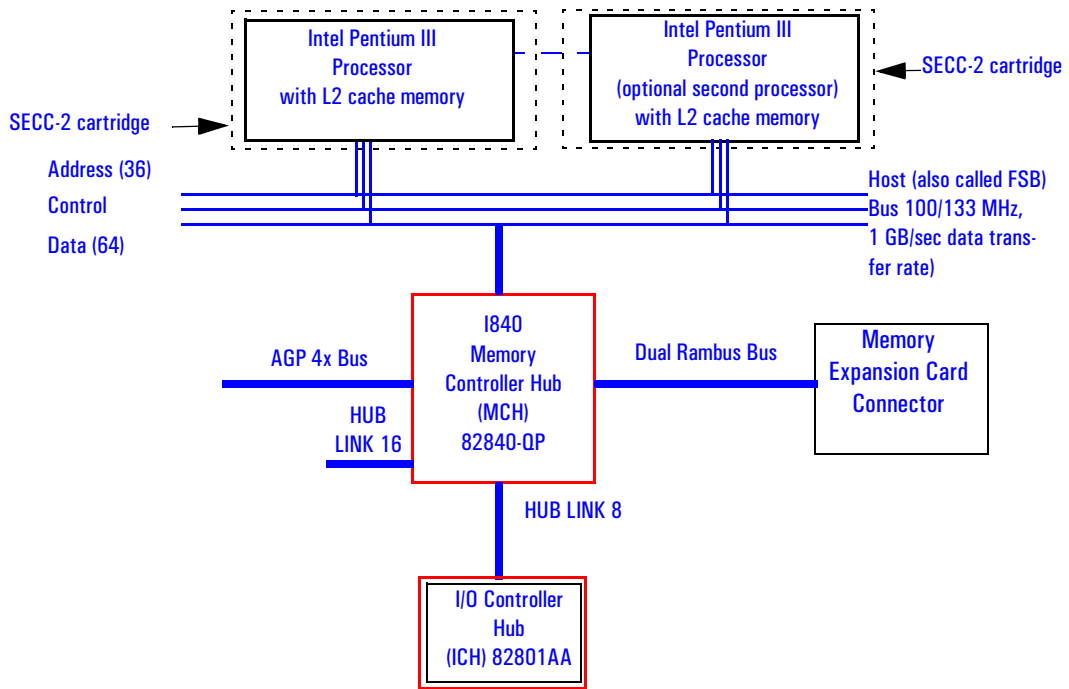 Intel Pentium III
Processor
with L2 cache memory
Intel Pentium III
Processor
(optional second processor)
with L2 cache memory
SECC-2 cartridge
SECC-2 cartridge
Address (36)
Control
Data (64)
Host (also called FSB)
Bus 100/133 MHz,
1 GB/sec data trans-
fer rate)
I840
Memory
Controller Hub
(MCH)
82840-QP
AGP 4x Bus
HUB
LINK 16
Dual Rambus Bus
Memory
Expansion Card
Connector
HUB LINK 8
I/O Controller
Hub
(ICH) 82801AA